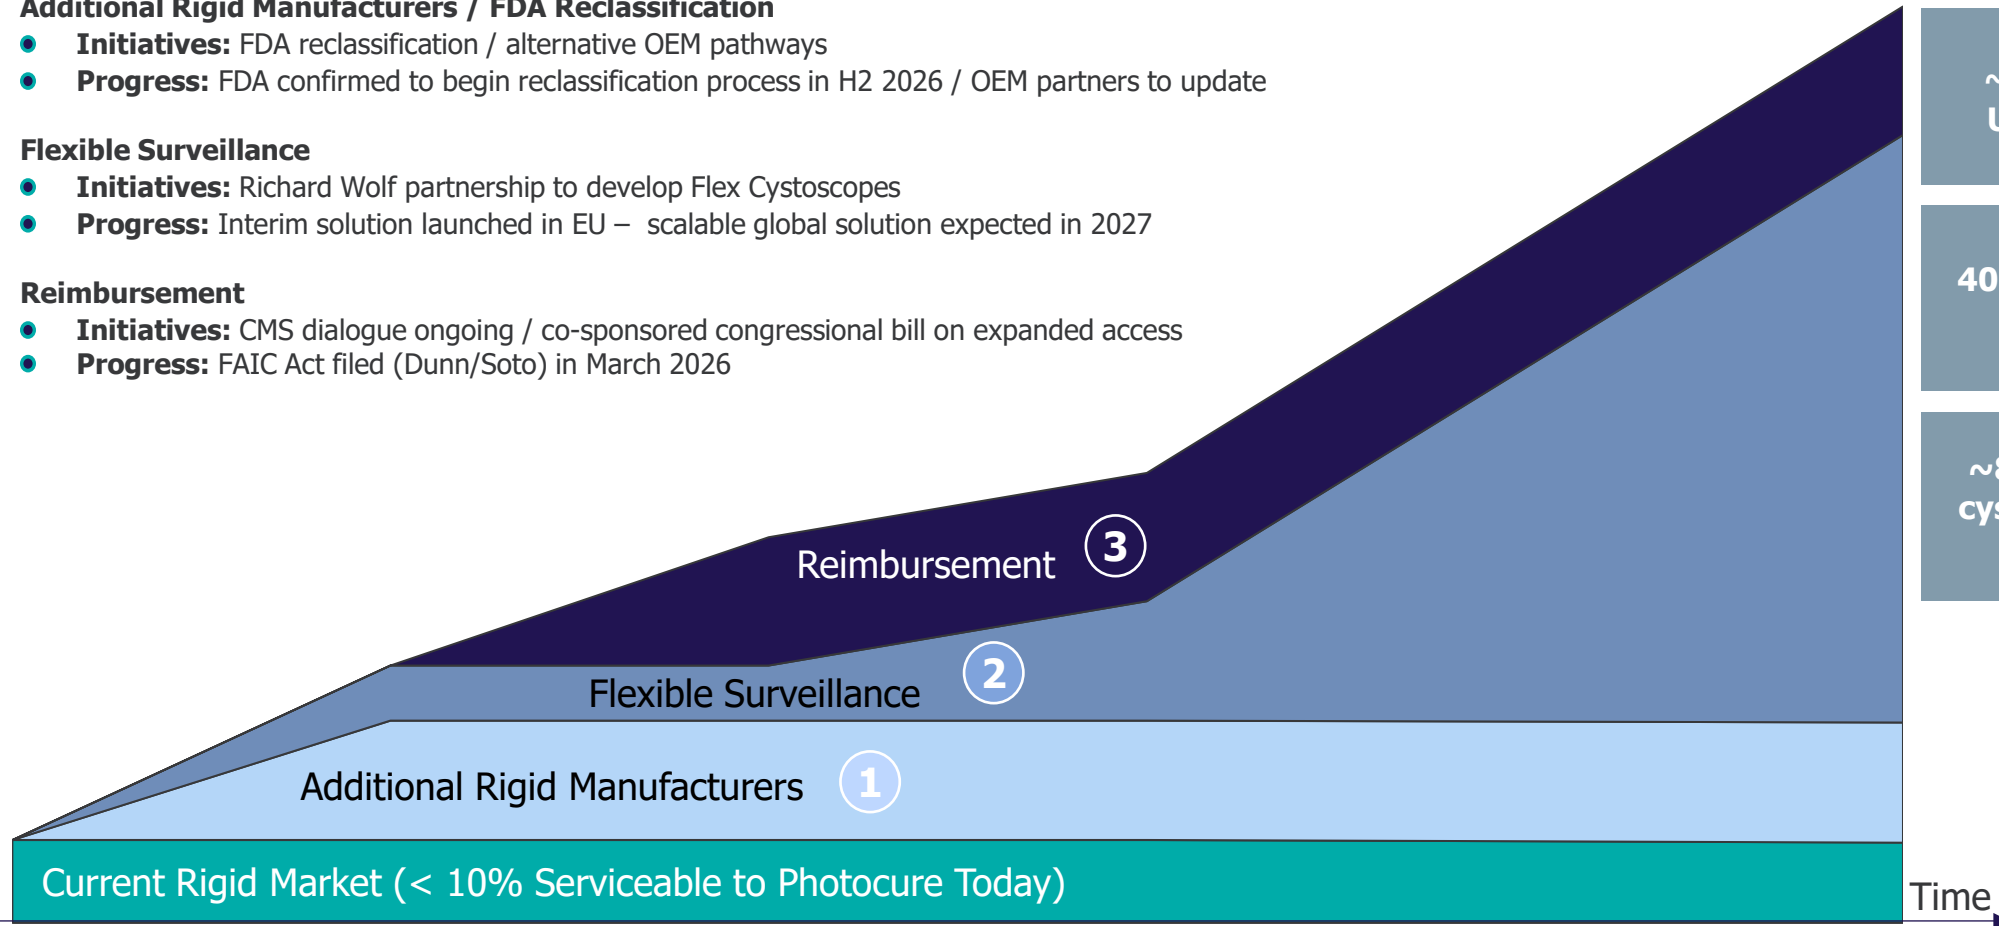 Additional Rigid Manufacturers / FDA Reclassification
Initiatives: FDA reclassification / alternative OEM pathways
Progress: FDA confirmed to begin reclassification process in H2 2026 / OEM partners to update
Flexible Surveillance
Initiatives: Richard Wolf partnership to develop Flex Cystoscopes
Progress: Interim solution launched in EU – scalable global solution expected in 2027
Reimbursement
Initiatives: CMS dialogue ongoing / co-sponsored congressional bill on expanded access
Progress: FAIC Act filed (Dunn/Soto) in March 2026
40
Reimbursement 3
Flexible Surveillance 2
Additional Rigid Manufacturers 1
Current Rigid Market (< 10% Serviceable to Photocure Today)
Time